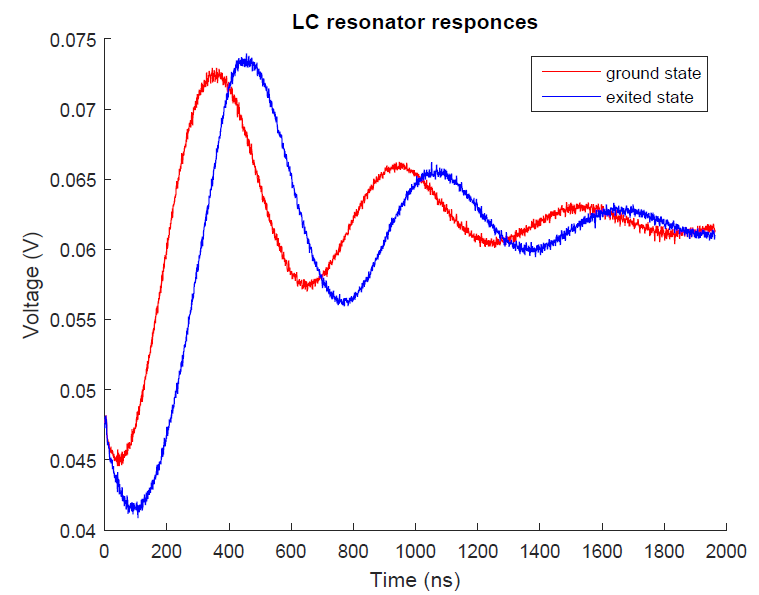 LC resonator responces
ground state
exited state
0.075
0.07
0.065
0.06
0.055
0.05
0.045
0.04
Voltage (V)
0 200 400 600 800 1000 1200 1400 1600 1800 2000
Time (ns)